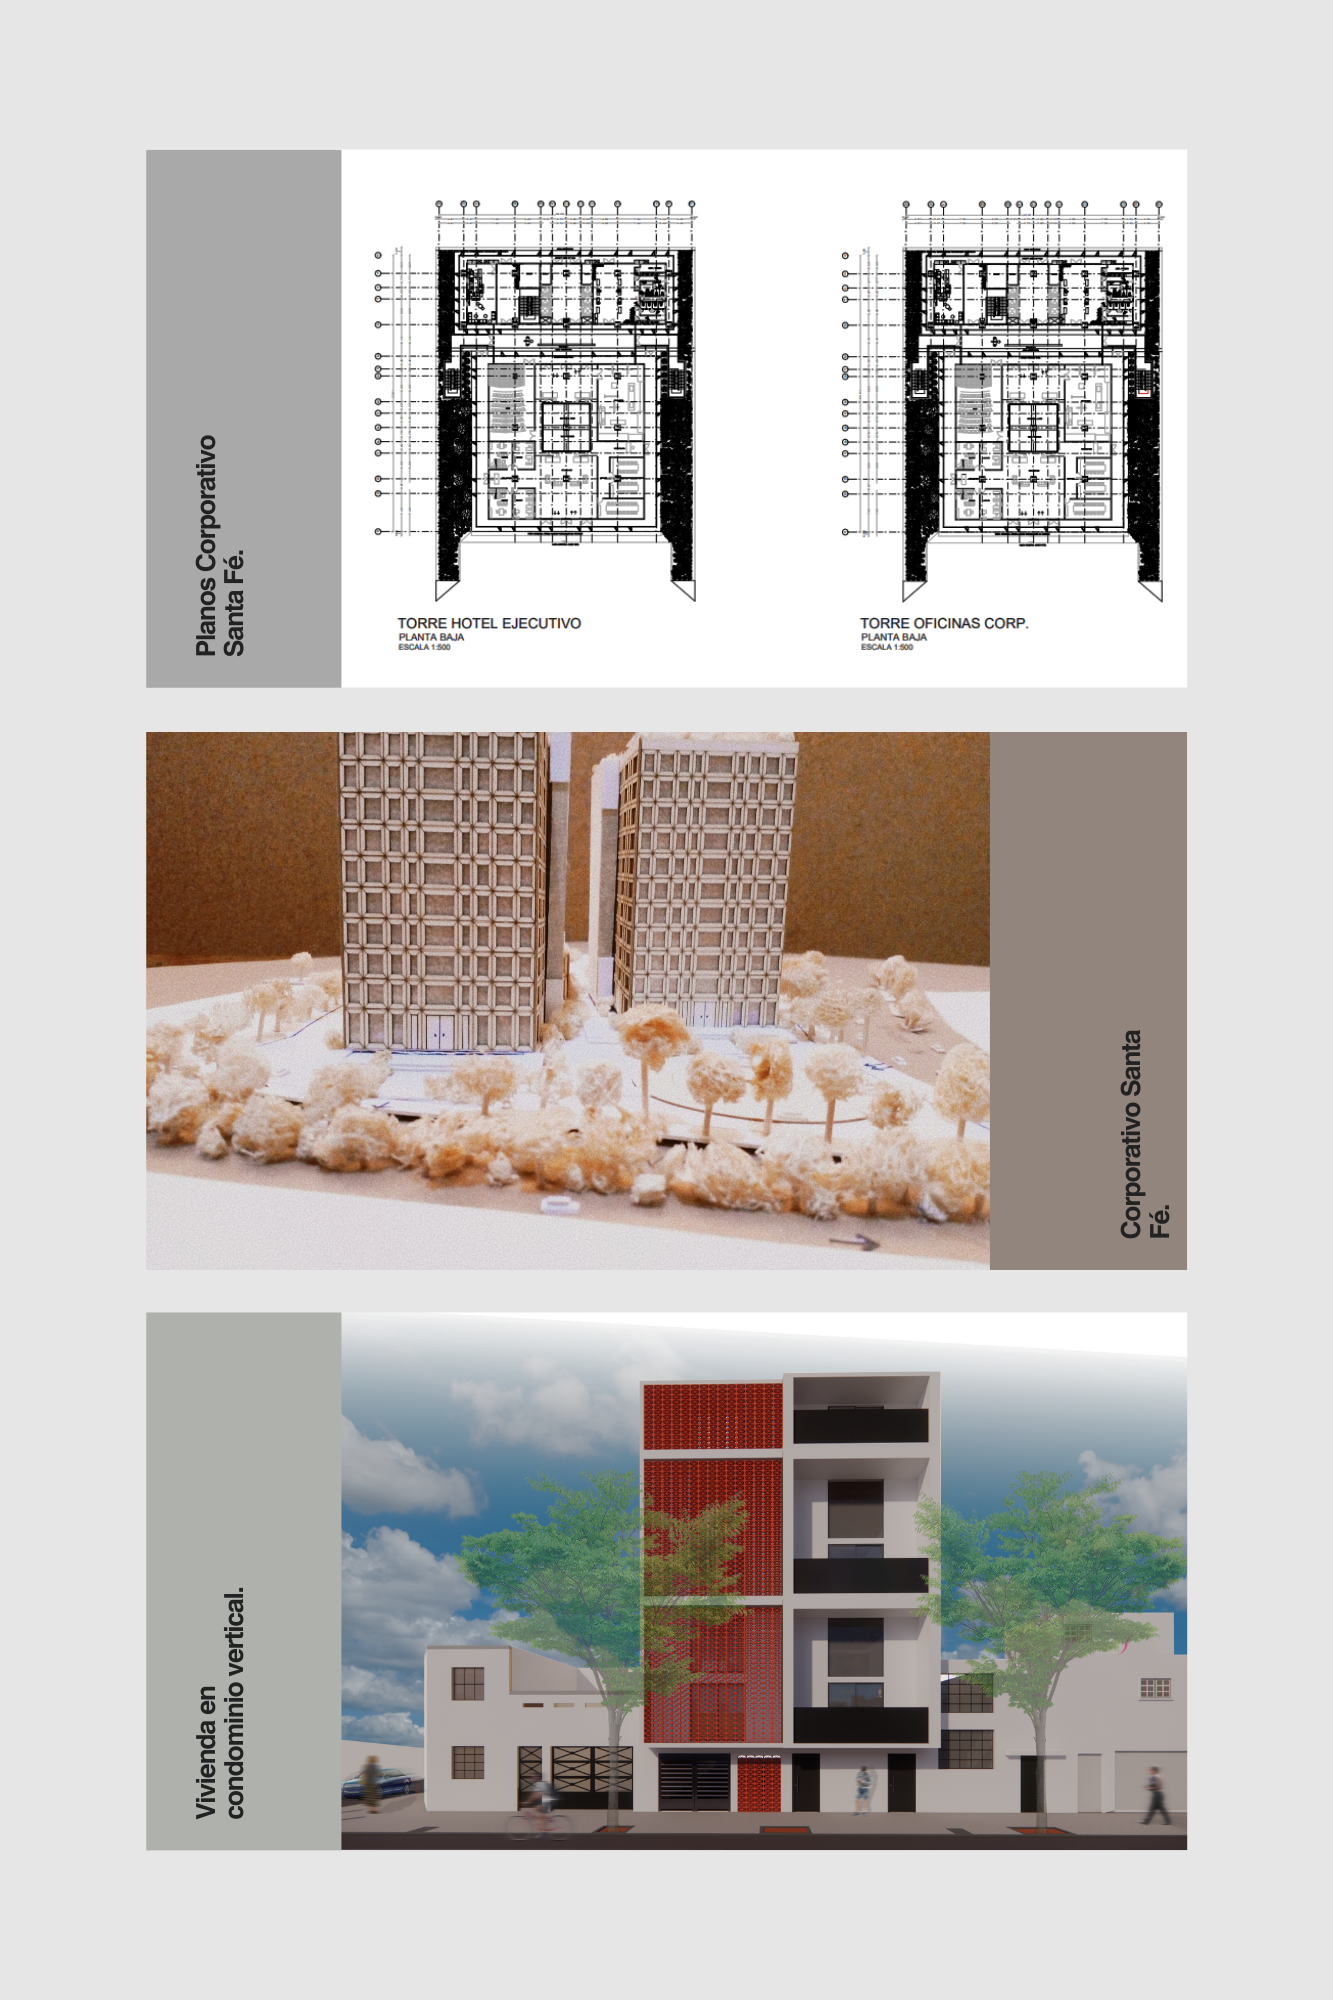 Planos Corporativo
Santa Fé.
TORRE HOTEL EJECUTIVO
PLANTA BAJA
ESCALA 1:500
TORRE OFICINAS CORP.
PLANTA BAJA
ESCALA 1:500
Corporativo Santa
Fé.
Vivienda en
condominio vertical.